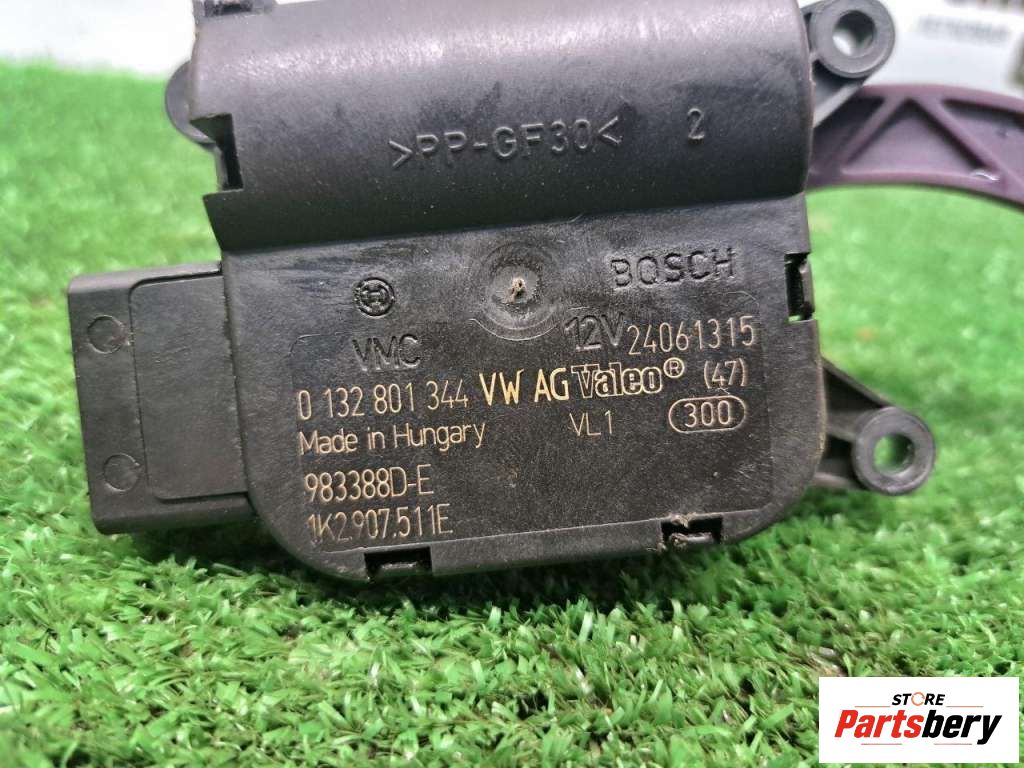 >PP-GF30< 2
BOSCH
VMC 12V 24061315
0 132 801 344 VW AG Valeo® (47)
Made in Hungary VL1 300
983388D-E
1K2.907.511E
STORE
Partsbery